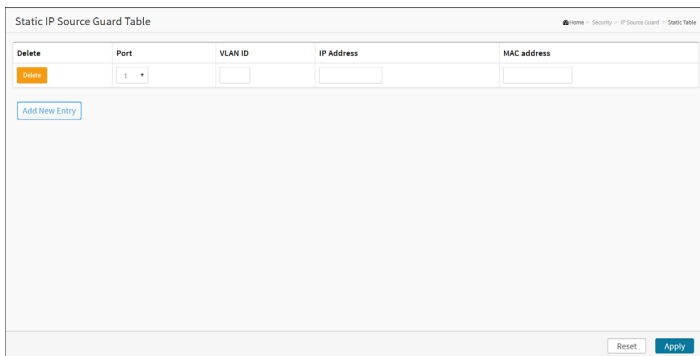 Static IP Source Guard Table
Home > Security > IP Source Guard > Static Table
Delete Port VLAN ID IP Address MAC address
Delete 1
Add New Entry
Reset Apply